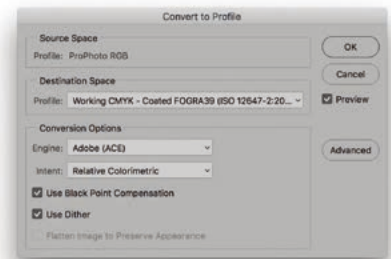 Convert to Profile
Source Space
Profile: ProPhoto RGB
OK
Destination Space
Cancel
Profile: Working CMYK - Coated FOGRA39 (ISO 12647-2:20...
Preview
Conversion Options
Engine: Adobe (ACE)
Advanced
Intent: Relative Colorimetric
Use Black Point Compensation
Use Dither
Flatten Image to Preserve Appearance